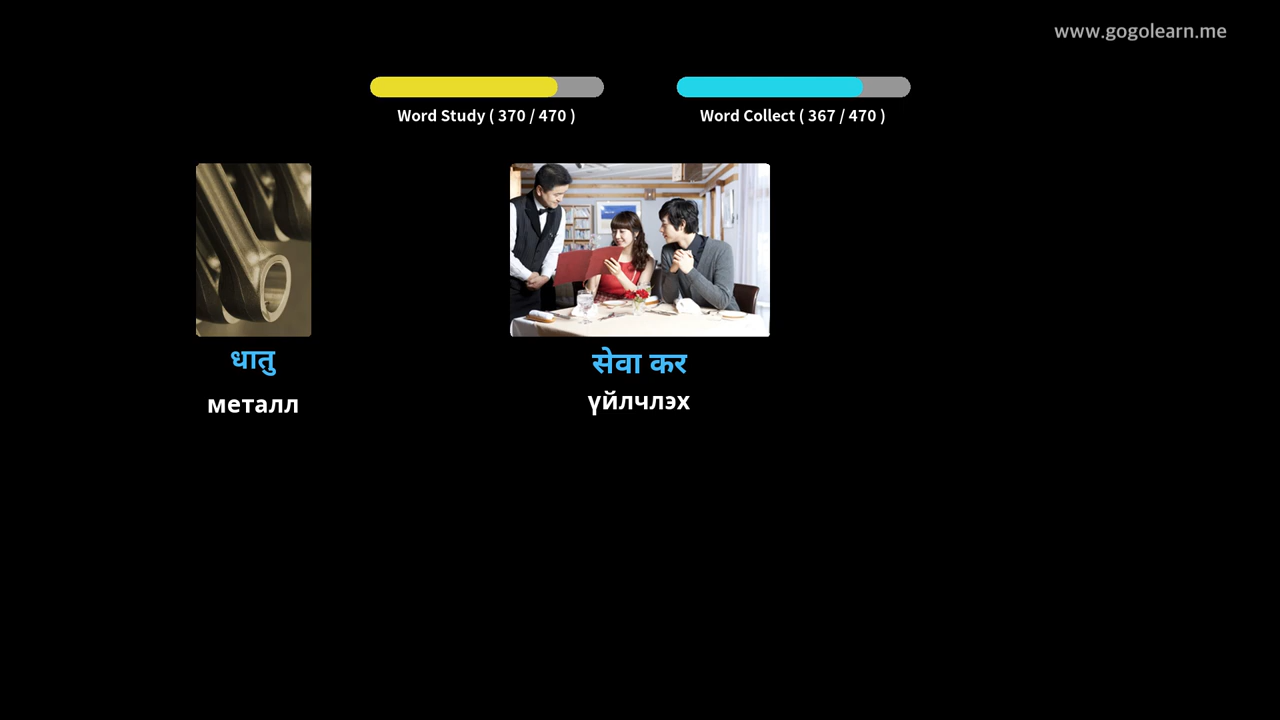 www.gogolearn.me
Word Study ( 370 / 470 )
Word Collect ( 367 / 470 )
धातु
металл
सेवा कर
үйлчлэх